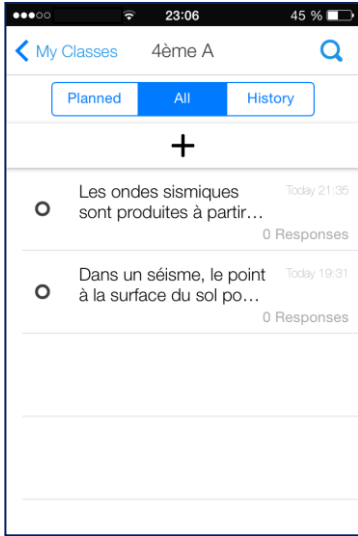 23:06
45 %
My Classes
4ème A
Planned
All
History
+
Les ondes sismiques
Today 21:35
sont produites à partir...
0 Responses
Dans un séisme, le point
Today 19:31
à la surface du sol po...
0 Responses